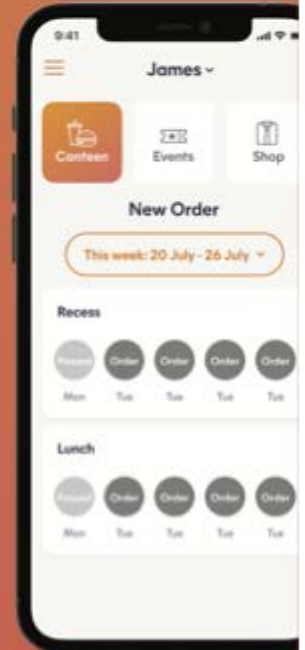 9:41
James
Canteen Events Shop
New Order
This week: 20 July - 26 July
Recess
Order Order Order Order
Mon Tue Tue Tue Tue
Lunch
Order Order Order Order
Mon Tue Tue Tue Tue